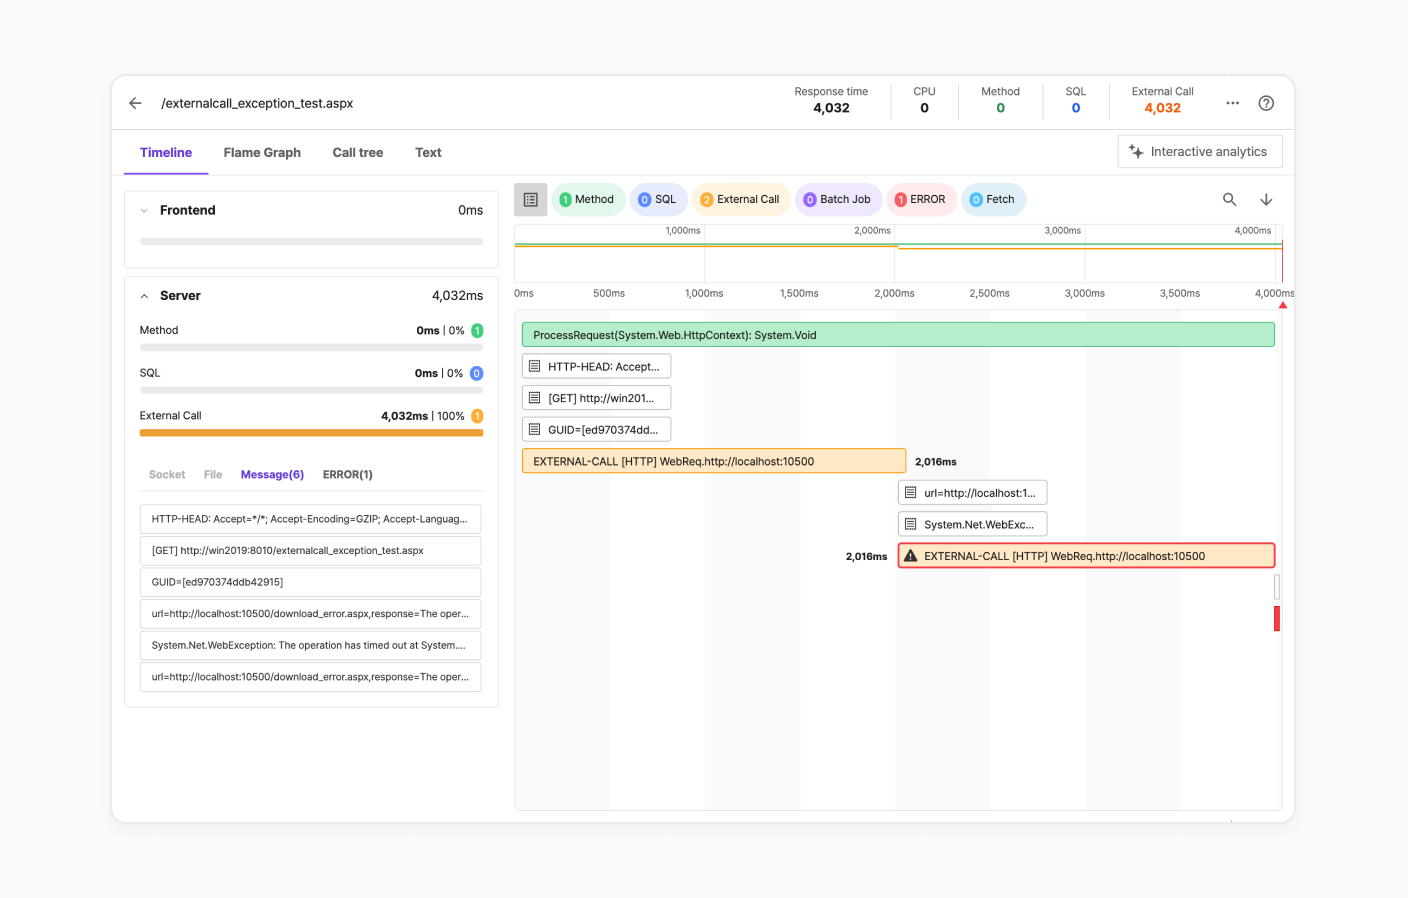 /externalcall_exception_test.aspx
Response time
4,032
CPU
0
Method
0
SQL
0
External Call
4,032
Timeline
Flame Graph
Call tree
Text
Interactive analytics
Frontend
0ms
Server
4,032ms
Method
0ms | 0% 1
SQL
0ms | 0% 0
External Call
4,032ms | 100% 1
Socket
File
Message(6)
ERROR(1)
HTTP-HEAD: Accept=*/*; Accept-Encoding=GZIP; Accept-Languag...
[GET] http://win2019:8010/externalcall_exception_test.aspx
GUID=[ed970374ddb42915]
url=http://localhost:10500/download_error.aspx,response=The oper...
System.Net.WebException: The operation has timed out at System....
url=http://localhost:10500/download_error.aspx,response=The oper...
1 Method
0 SQL
2 External Call
0 Batch Job
1 ERROR
0 Fetch
1,000ms
2,000ms
3,000ms
4,000ms
0ms
500ms
1,000ms
1,500ms
2,000ms
2,500ms
3,000ms
3,500ms
4,000ms
ProcessRequest(System.Web.HttpContext): System.Void
HTTP-HEAD: Accept...
[GET] http://win201...
GUID=[ed970374dd...
EXTERNAL-CALL [HTTP] WebReq.http://localhost:10500
2,016ms
url=http://localhost:1...
System.Net.WebExc...
2,016ms
EXTERNAL-CALL [HTTP] WebReq.http://localhost:10500